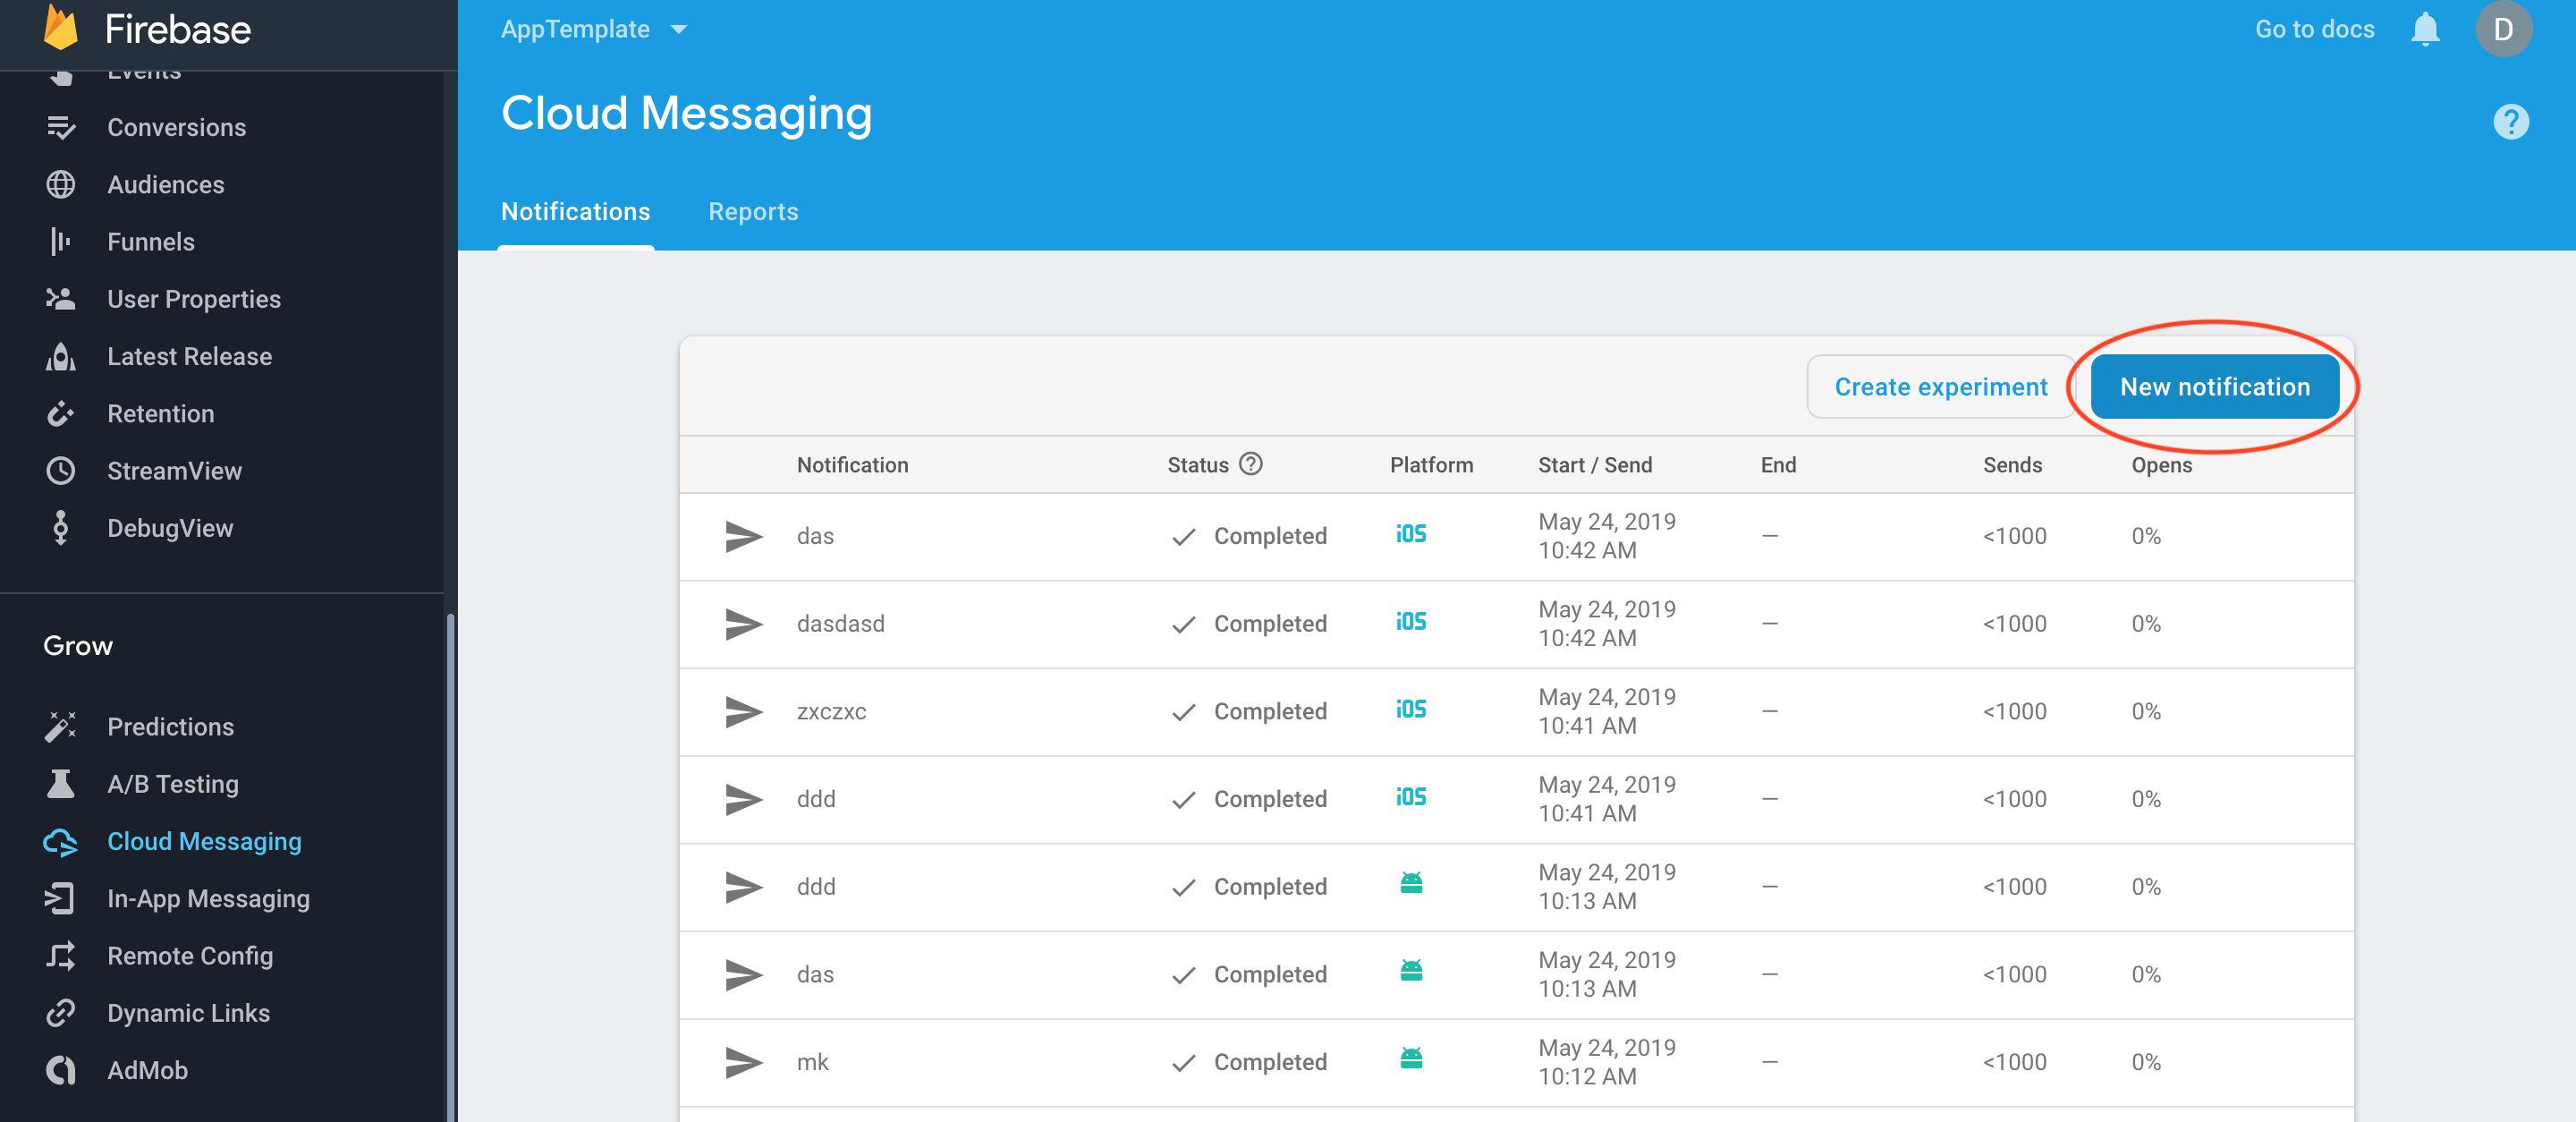 Firebase
AppTemplate
Go to docs
D
Cloud Messaging
?
Notifications
Reports
Events
Conversions
Audiences
Funnels
User Properties
Latest Release
Retention
StreamView
DebugView
Grow
Predictions
A/B Testing
Cloud Messaging
In-App Messaging
Remote Config
Dynamic Links
AdMob
Create experiment
New notification
Notification Status ? Platform Start / Send End Sends Opens
das Completed iOS May 24, 2019 — <1000 0%
10:42 AM
dasdasd Completed iOS May 24, 2019 — <1000 0%
10:42 AM
zxczxc Completed iOS May 24, 2019 — <1000 0%
10:41 AM
ddd Completed iOS May 24, 2019 — <1000 0%
10:41 AM
ddd Completed May 24, 2019 — <1000 0%
10:13 AM
das Completed May 24, 2019 — <1000 0%
10:13 AM
mk Completed May 24, 2019 — <1000 0%
10:12 AM